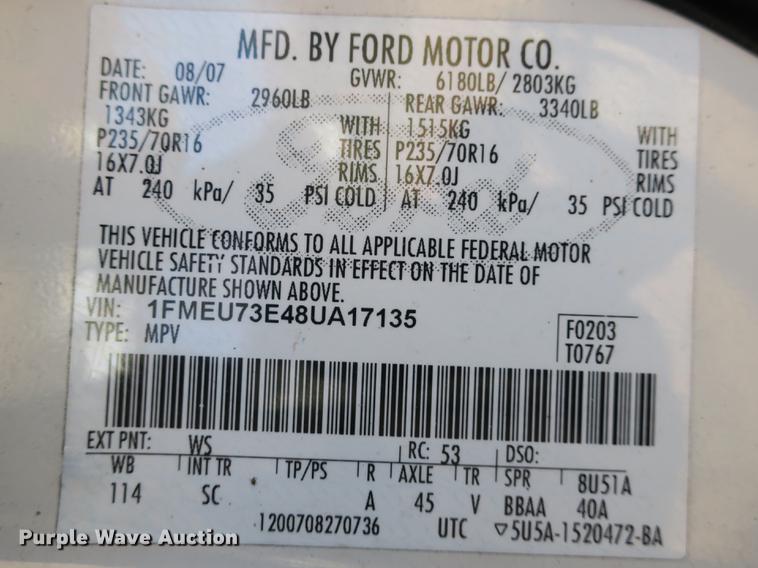 MFD. BY FORD MOTOR CO.
DATE: 08/07 GVWR: 6180LB/ 2803KG
FRONT GAWR: 2960LB REAR GAWR: 3340LB
1343KG WITH 1515KG WITH
P235/70R16 TIRES P235/70R16 TIRES
16X7.0J RIMS 16X7.0J RIMS
AT 240 kPa/ 35 PSI COLD AT 240 kPa/ 35 PSI COLD
THIS VEHICLE CONFORMS TO ALL APPLICABLE FEDERAL MOTOR
VEHICLE SAFETY STANDARDS IN EFFECT ON THE DATE OF
MANUFACTURE SHOWN ABOVE.
VIN: 1FMEU73E48UA17135
TYPE: MPV
F0203
T0767
EXT PNT: WS RC: 53 DSO:
WB INT TR TP/PS R AXLE TR SPR 8U51A
114 SC A 45 V BBAA 40A
1200708270736 UTC ▽5U5A-1520472-BA
Purple Wave Auction